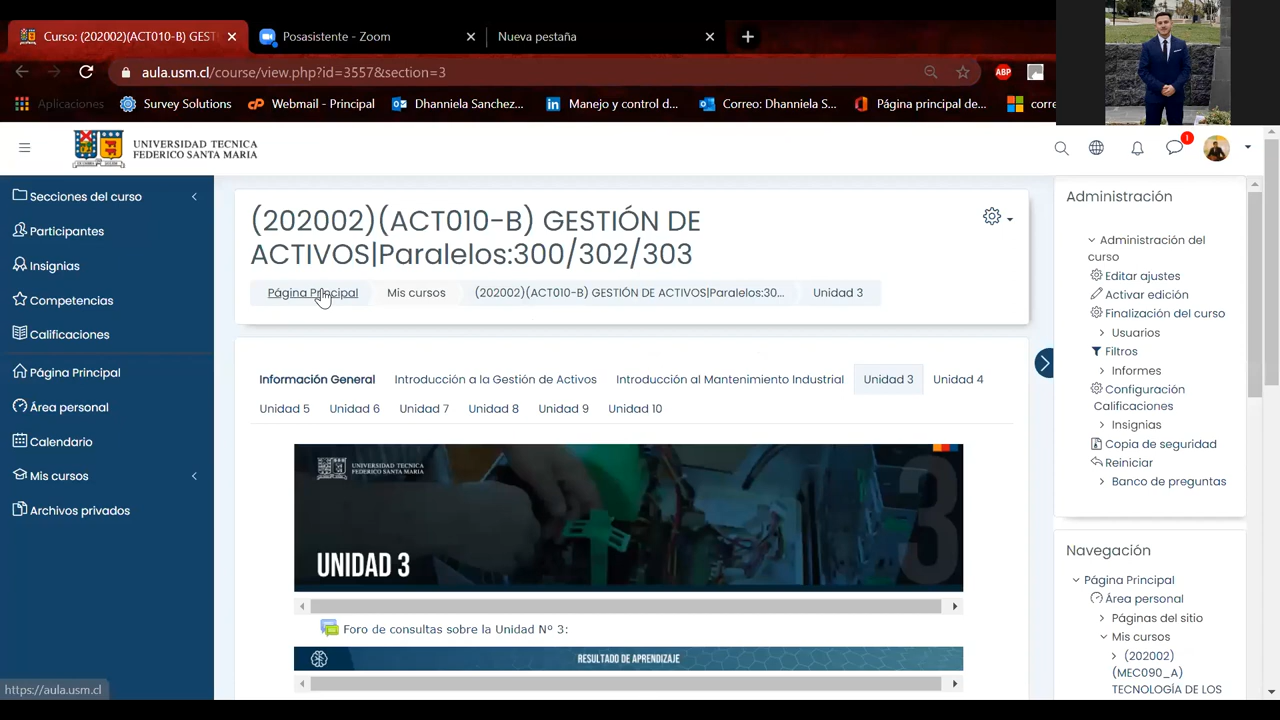 Curso: (202002)(ACT010-B) GEST
Posasistente - Zoom
Nueva pestaña
aula.usm.cl/course/view.php?id=3557&section=3
ABP
Aplicaciones
Survey Solutions
Webmail - Principal
Dhanniela Sanchez...
Manejo y control d...
Correo: Dhanniela S...
Página principal de...
corre
UNIVERSIDAD TECNICA
FEDERICO SANTA MARIA
1
Secciones del curso
Participantes
Insignias
Competencias
Calificaciones
Página Principal
Área personal
Calendario
Mis cursos
Archivos privados
(202002)(ACT010-B) GESTIÓN DE
ACTIVOS|Paralelos:300/302/303
Página Principal
Mis cursos
(202002)(ACT010-B) GESTIÓN DE ACTIVOS|Paralelos:30...
Unidad 3
Información General
Introducción a la Gestión de Activos
Introducción al Mantenimiento Industrial
Unidad 3
Unidad 4
Unidad 5
Unidad 6
Unidad 7
Unidad 8
Unidad 9
Unidad 10
UNIVERSIDAD TECNICA
FEDERICO SANTA MARIA
3
UNIDAD 3
Foro de consultas sobre la Unidad Nº 3:
RESULTADO DE APRENDIZAJE
Administración
Administración del
curso
Editar ajustes
Activar edición
Finalización del curso
Usuarios
Filtros
Informes
Configuración
Calificaciones
Insignias
Copia de seguridad
Reiniciar
Banco de preguntas
Navegación
Página Principal
Área personal
Páginas del sitio
Mis cursos
(202002)
(MEC090_A)
TECNOLOGÍA DE LOS
https://aula.usm.cl